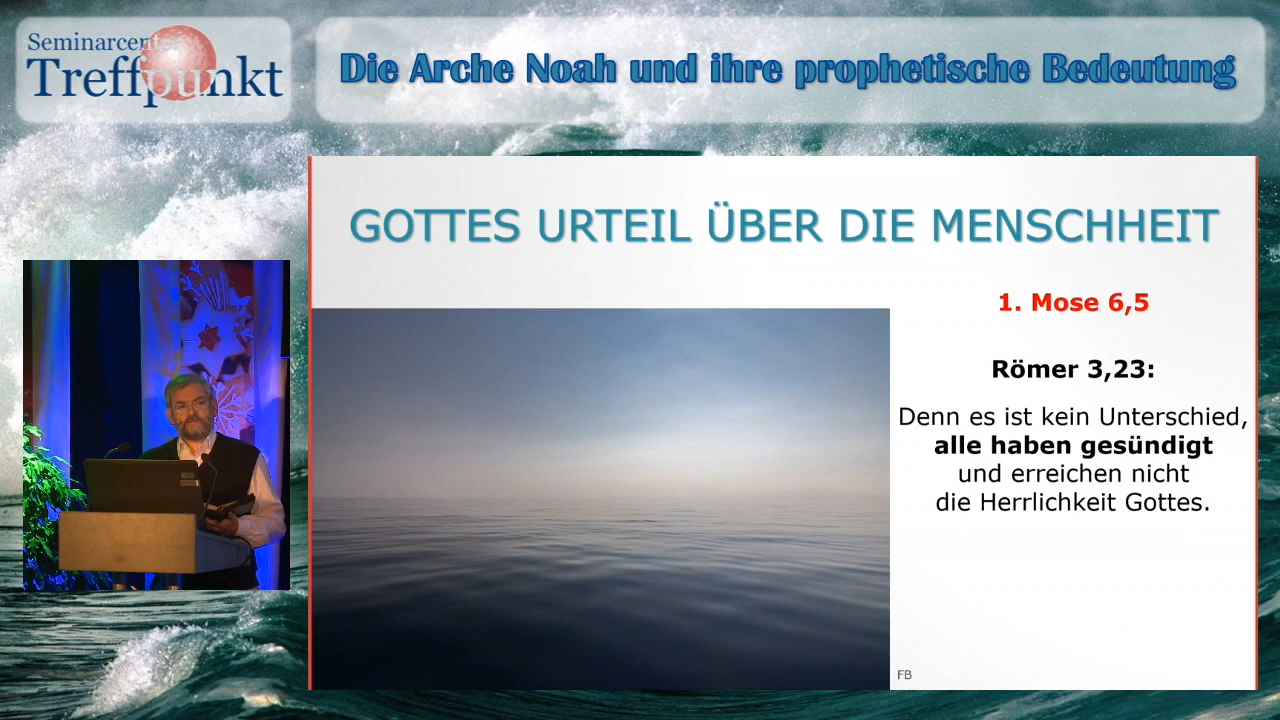 Seminarcenter
Treffpunkt
Die Arche Noah und ihre prophetische Bedeutung
GOTTES URTEIL ÜBER DIE MENSCHHEIT
1. Mose 6,5
Römer 3,23:
Denn es ist kein Unterschied,
alle haben gesündigt
und erreichen nicht
die Herrlichkeit Gottes.
FB